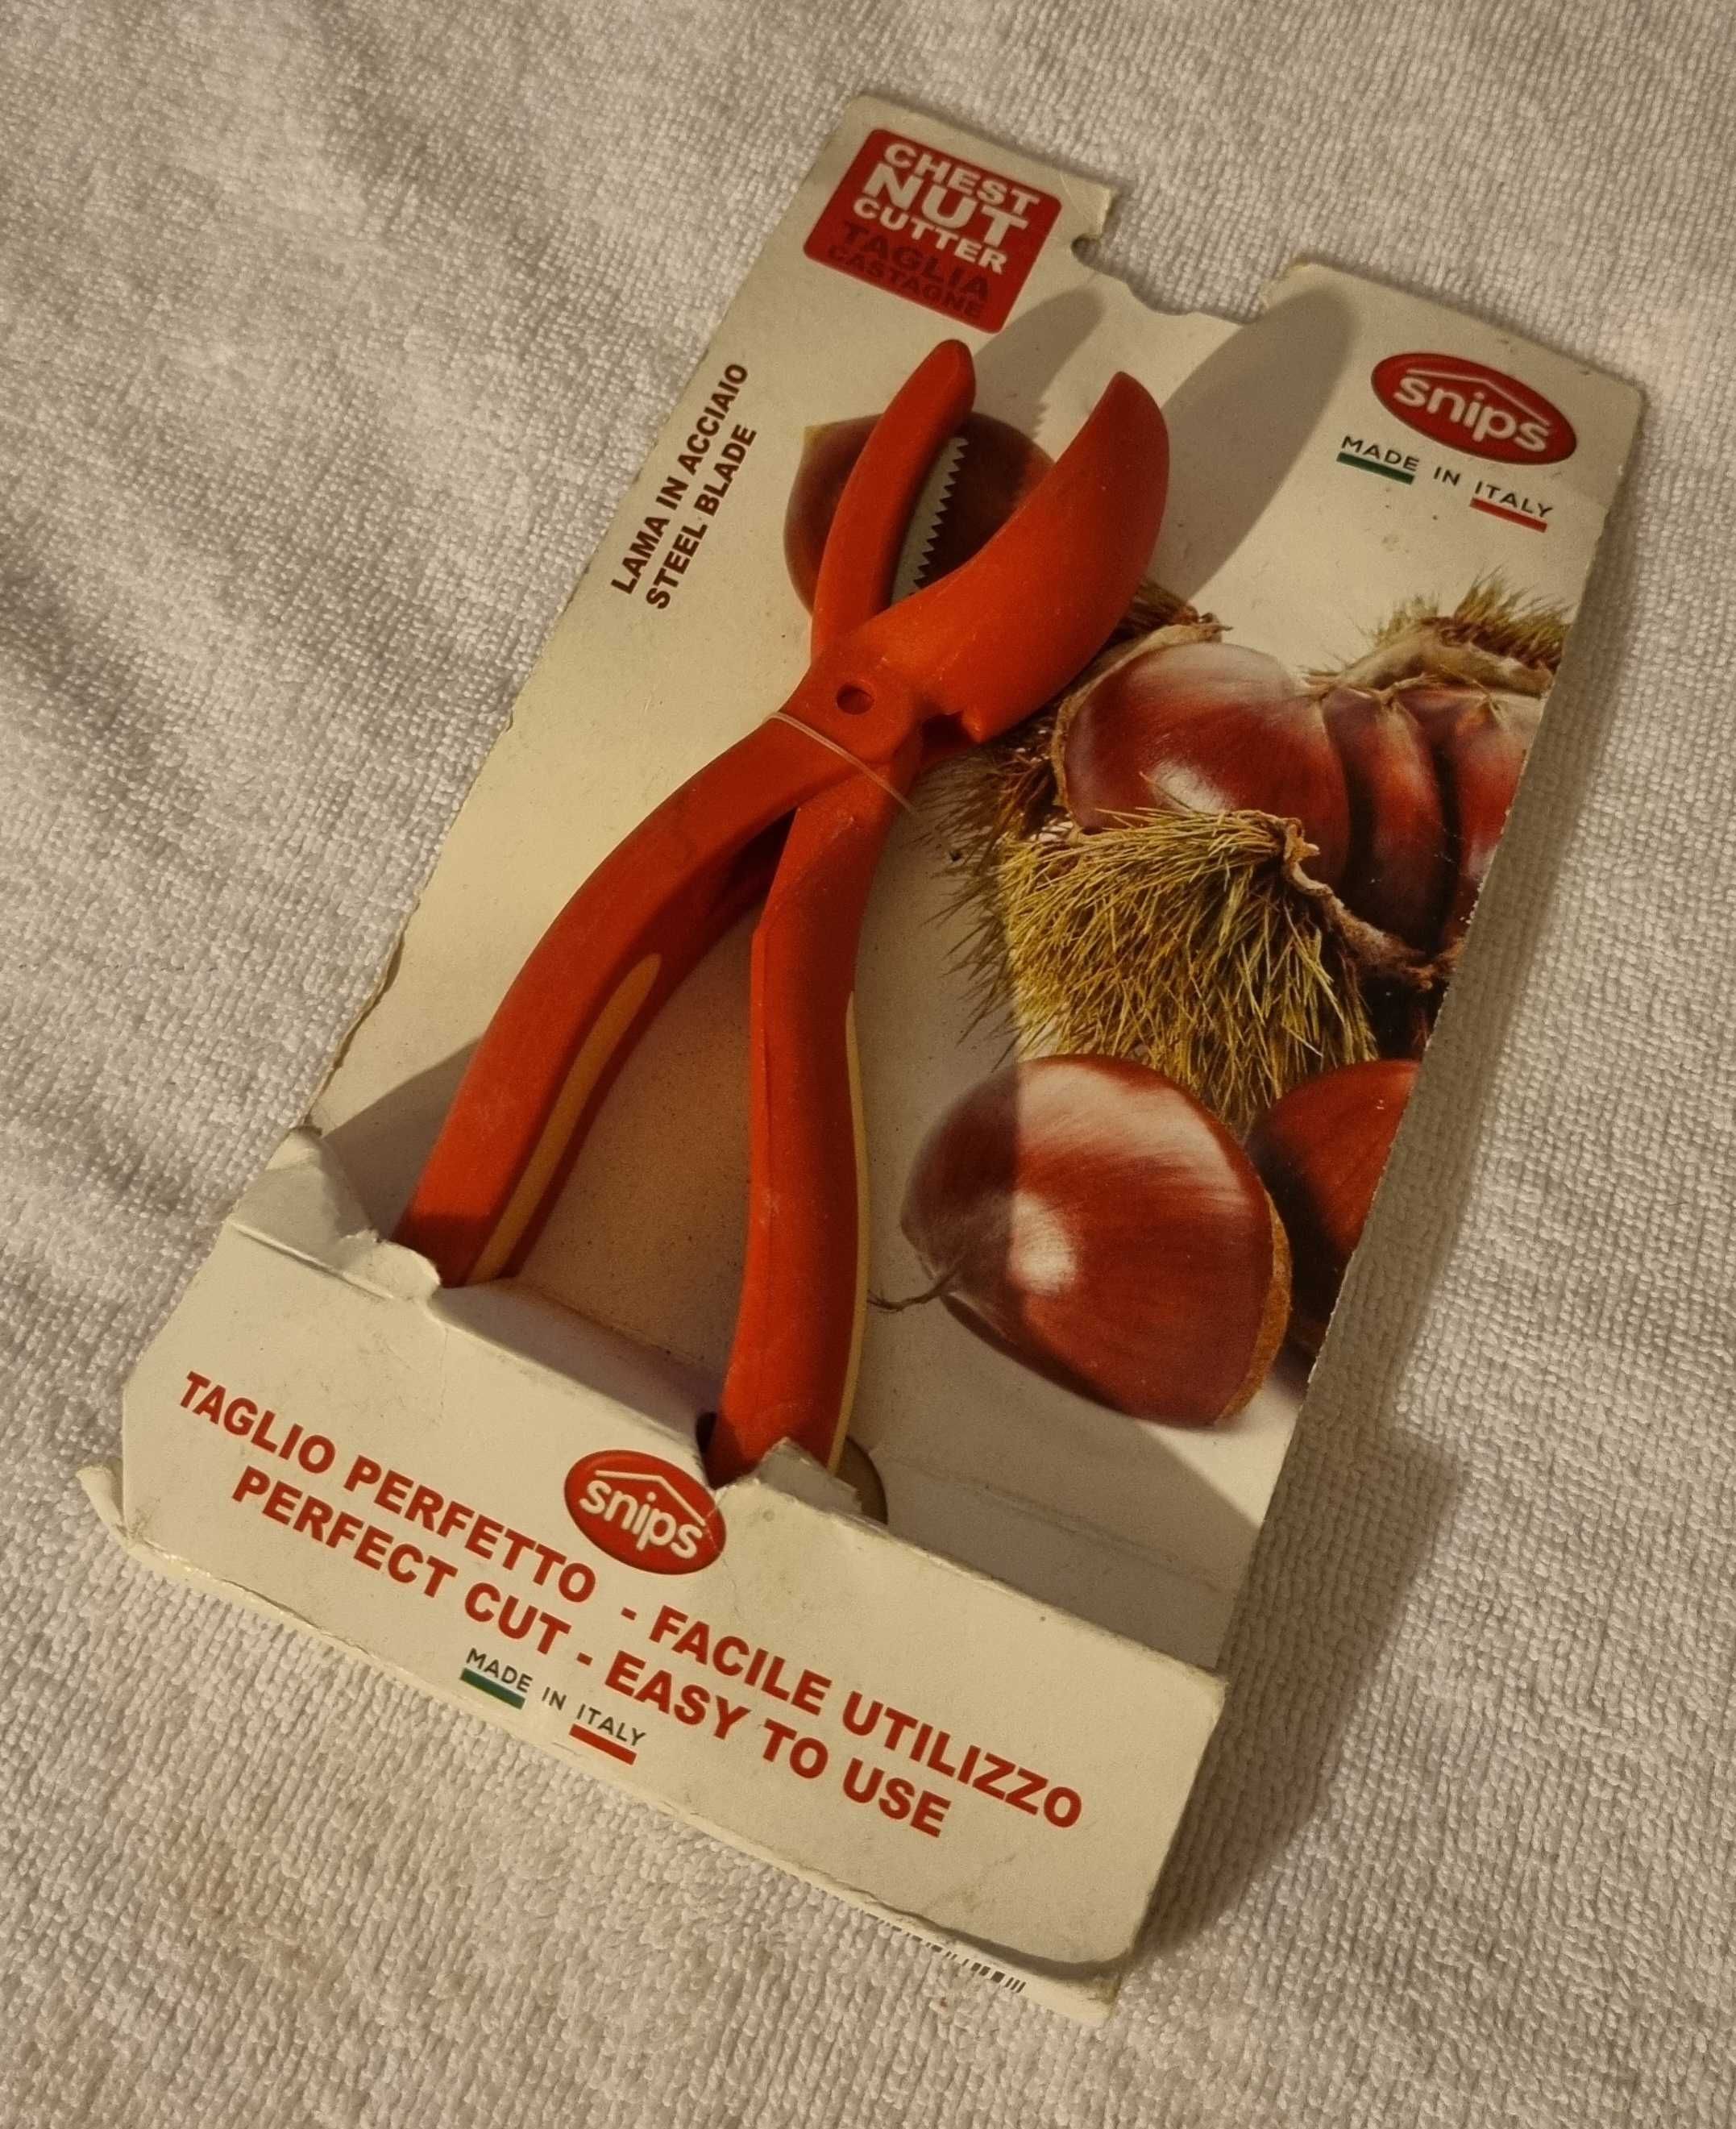 CHEST
NUT
CUTTER
TAGLIA
CASTAGNE
snips
MADE IN ITALY
LAMA IN ACCIAIO
STEEL BLADE
snips
TAGLIO PERFETTO - FACILE UTILIZZO
PERFECT CUT - EASY TO USE
MADE IN ITALY